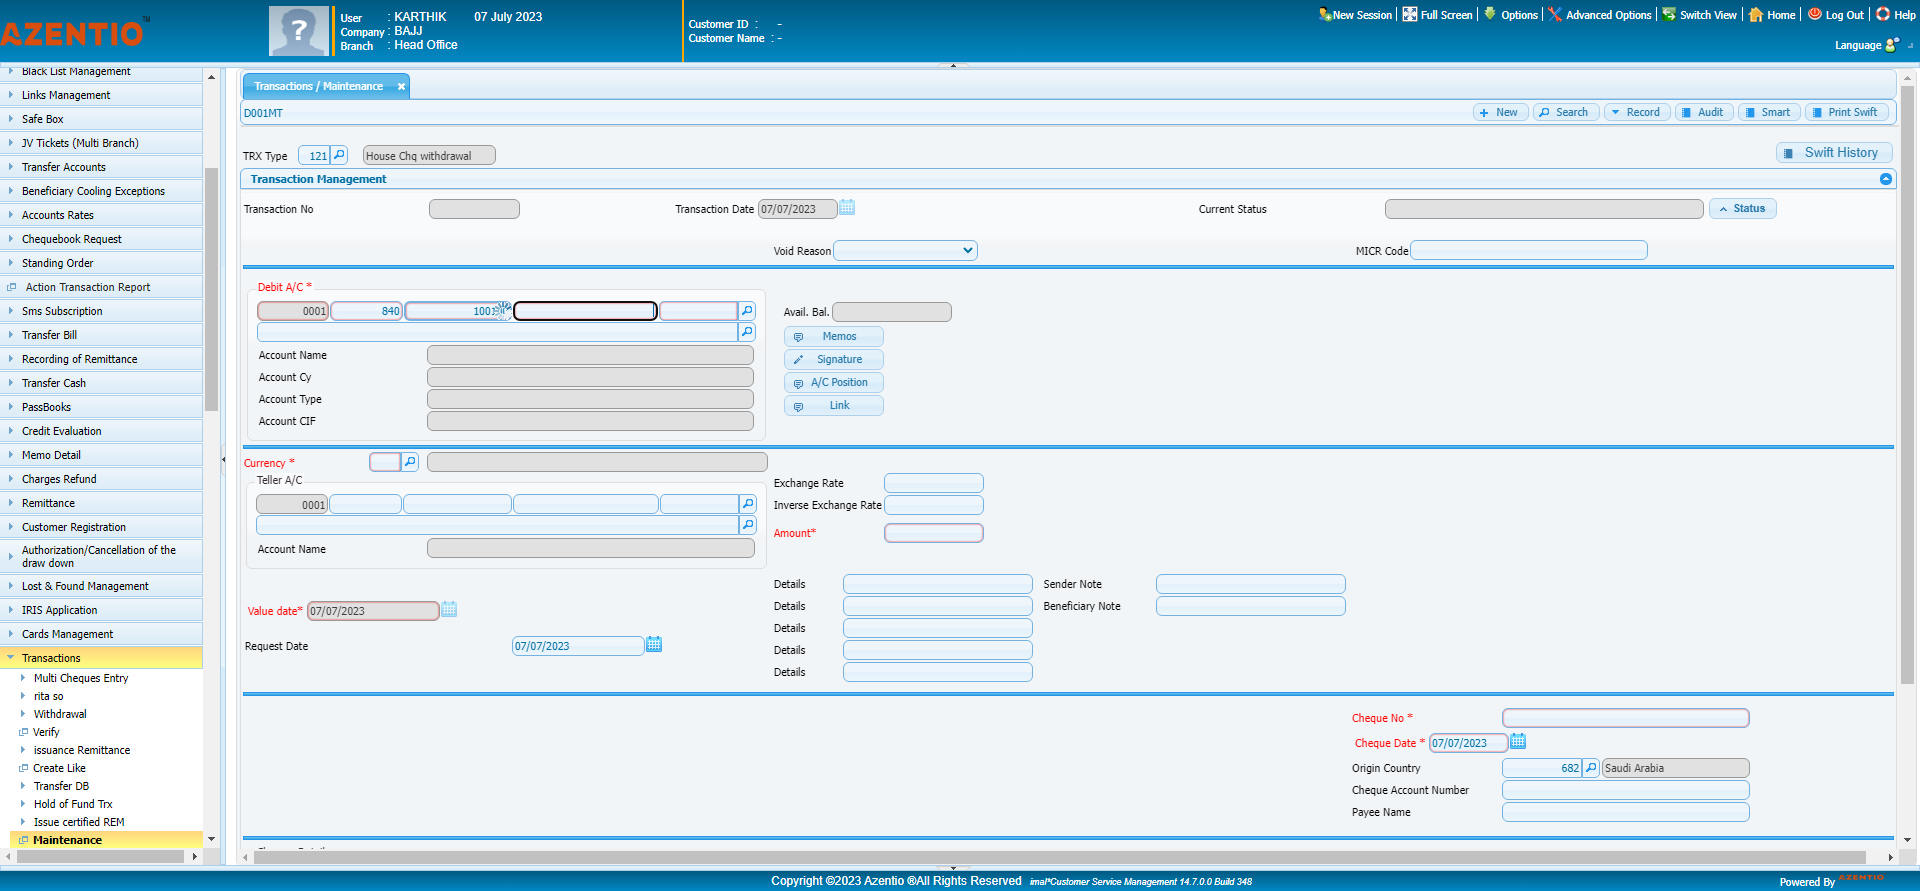 AZENTIO™
User : KARTHIK 07 July 2023
Company : BAJJ
Branch : Head Office
Customer ID : -
Customer Name : -
New Session Full Screen Options Advanced Options Switch View Home Log Out Help
Language
Black List Management
Links Management
Safe Box
JV Tickets (Multi Branch)
Transfer Accounts
Beneficiary Cooling Exceptions
Accounts Rates
Chequebook Request
Standing Order
Action Transaction Report
Sms Subscription
Transfer Bill
Recording of Remittance
Transfer Cash
PassBooks
Credit Evaluation
Memo Detail
Charges Refund
Remittance
Customer Registration
Authorization/Cancellation of the
draw down
Lost & Found Management
IRIS Application
Cards Management
Transactions
Multi Cheques Entry
rita so
Withdrawal
Verify
issuance Remittance
Create Like
Transfer DB
Hold of Fund Trx
Issue certified REM
Maintenance
Transactions / Maintenance
D001MT
New Search Record Audit Smart Print Swift
TRX Type 121 House Chq withdrawal
Swift History
Transaction Management
Transaction No Transaction Date 07/07/2023 Current Status Status
Void Reason MICR Code
Debit A/C *
0001 840 1001
Avail. Bal.
Memos
Account Name
Signature
Account Cy
A/C Position
Account Type
Link
Account CIF
Currency *
Teller A/C
Exchange Rate
0001
Inverse Exchange Rate
Amount*
Account Name
Details Sender Note
Details Beneficiary Note
Value date* 07/07/2023
Details
Request Date 07/07/2023
Details
Details
Cheque No *
Cheque Date * 07/07/2023
Origin Country 682 Saudi Arabia
Cheque Account Number
Payee Name
Copyright ©2023 Azentio ®All Rights Reserved imal*Customer Service Management 14.7.0.0 Build 348
Powered By AZENTIO